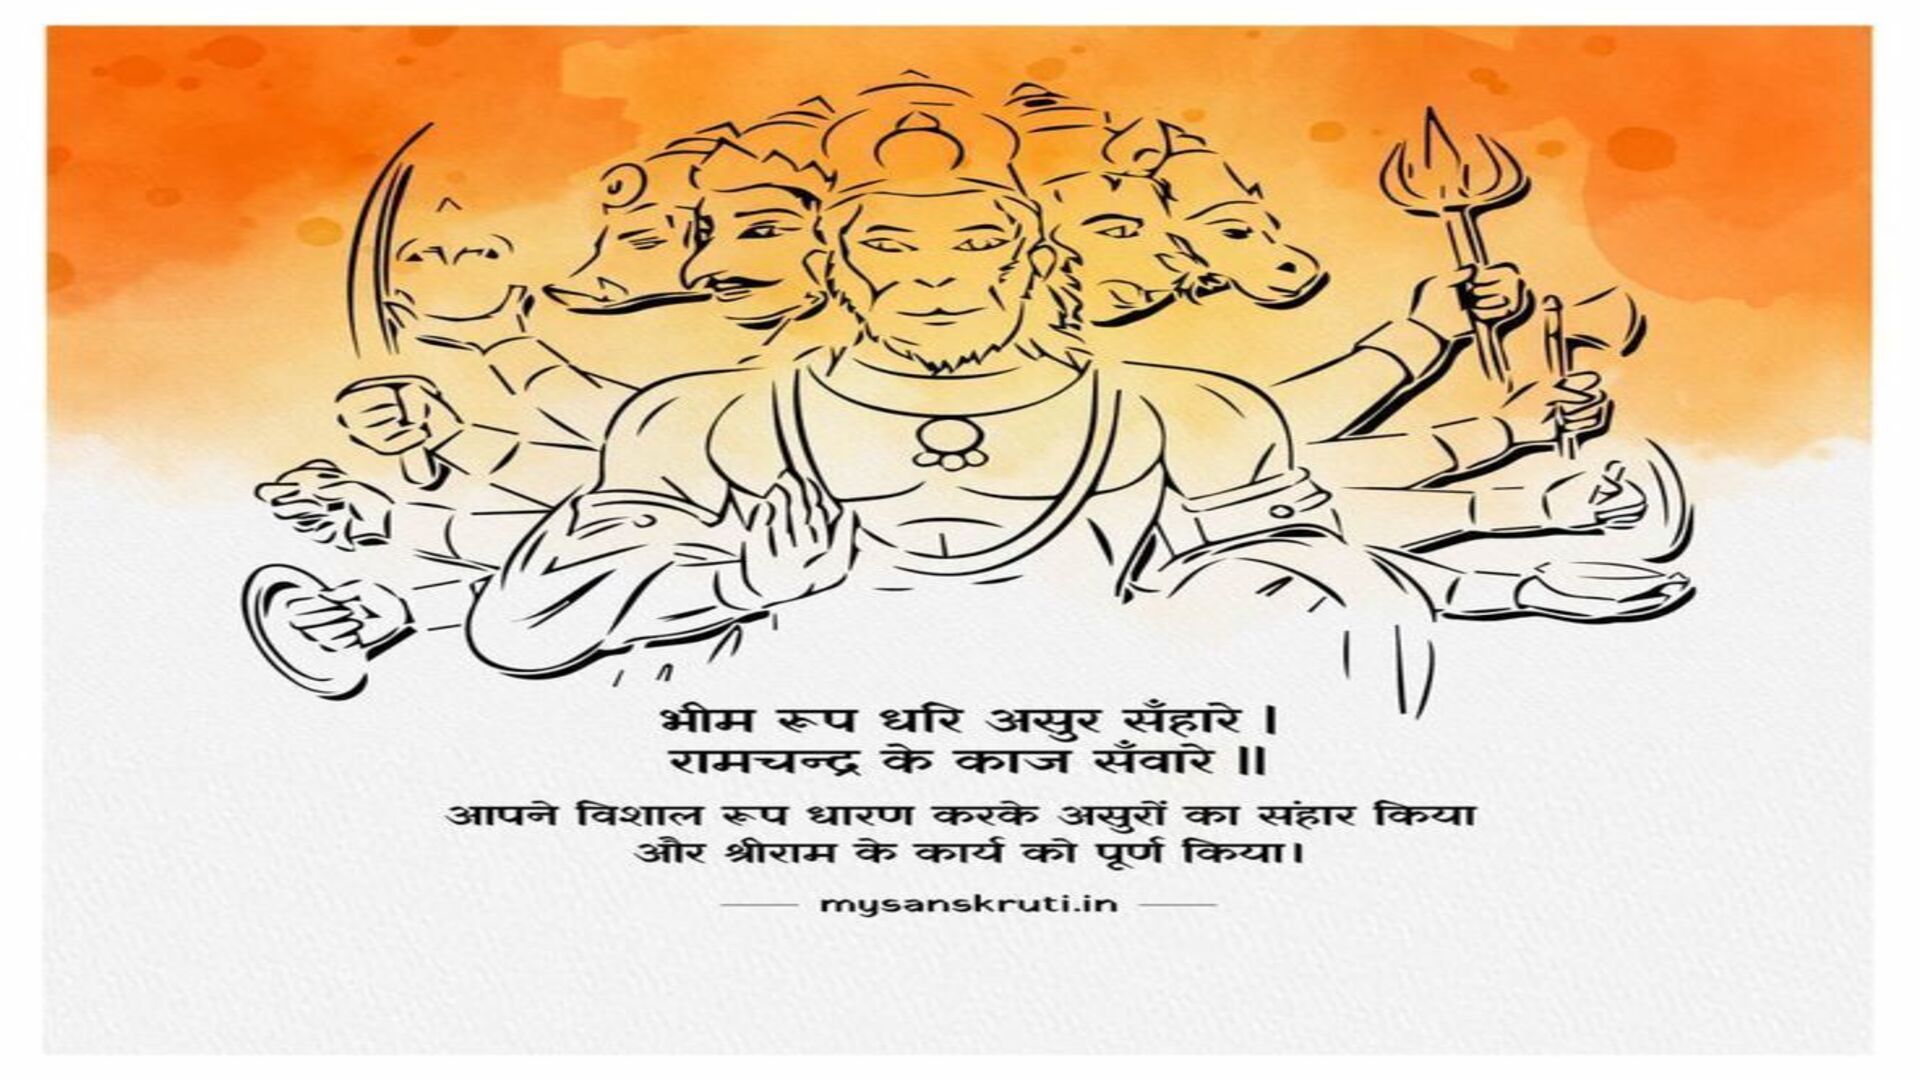 भीम रूप धरि असुर सँहारे।
रामचन्द्र के काज सँवारे॥
आपने विशाल रूप धारण करके असुरों का संहार किया
और श्रीराम के कार्य को पूर्ण किया।
mysanskruti.in